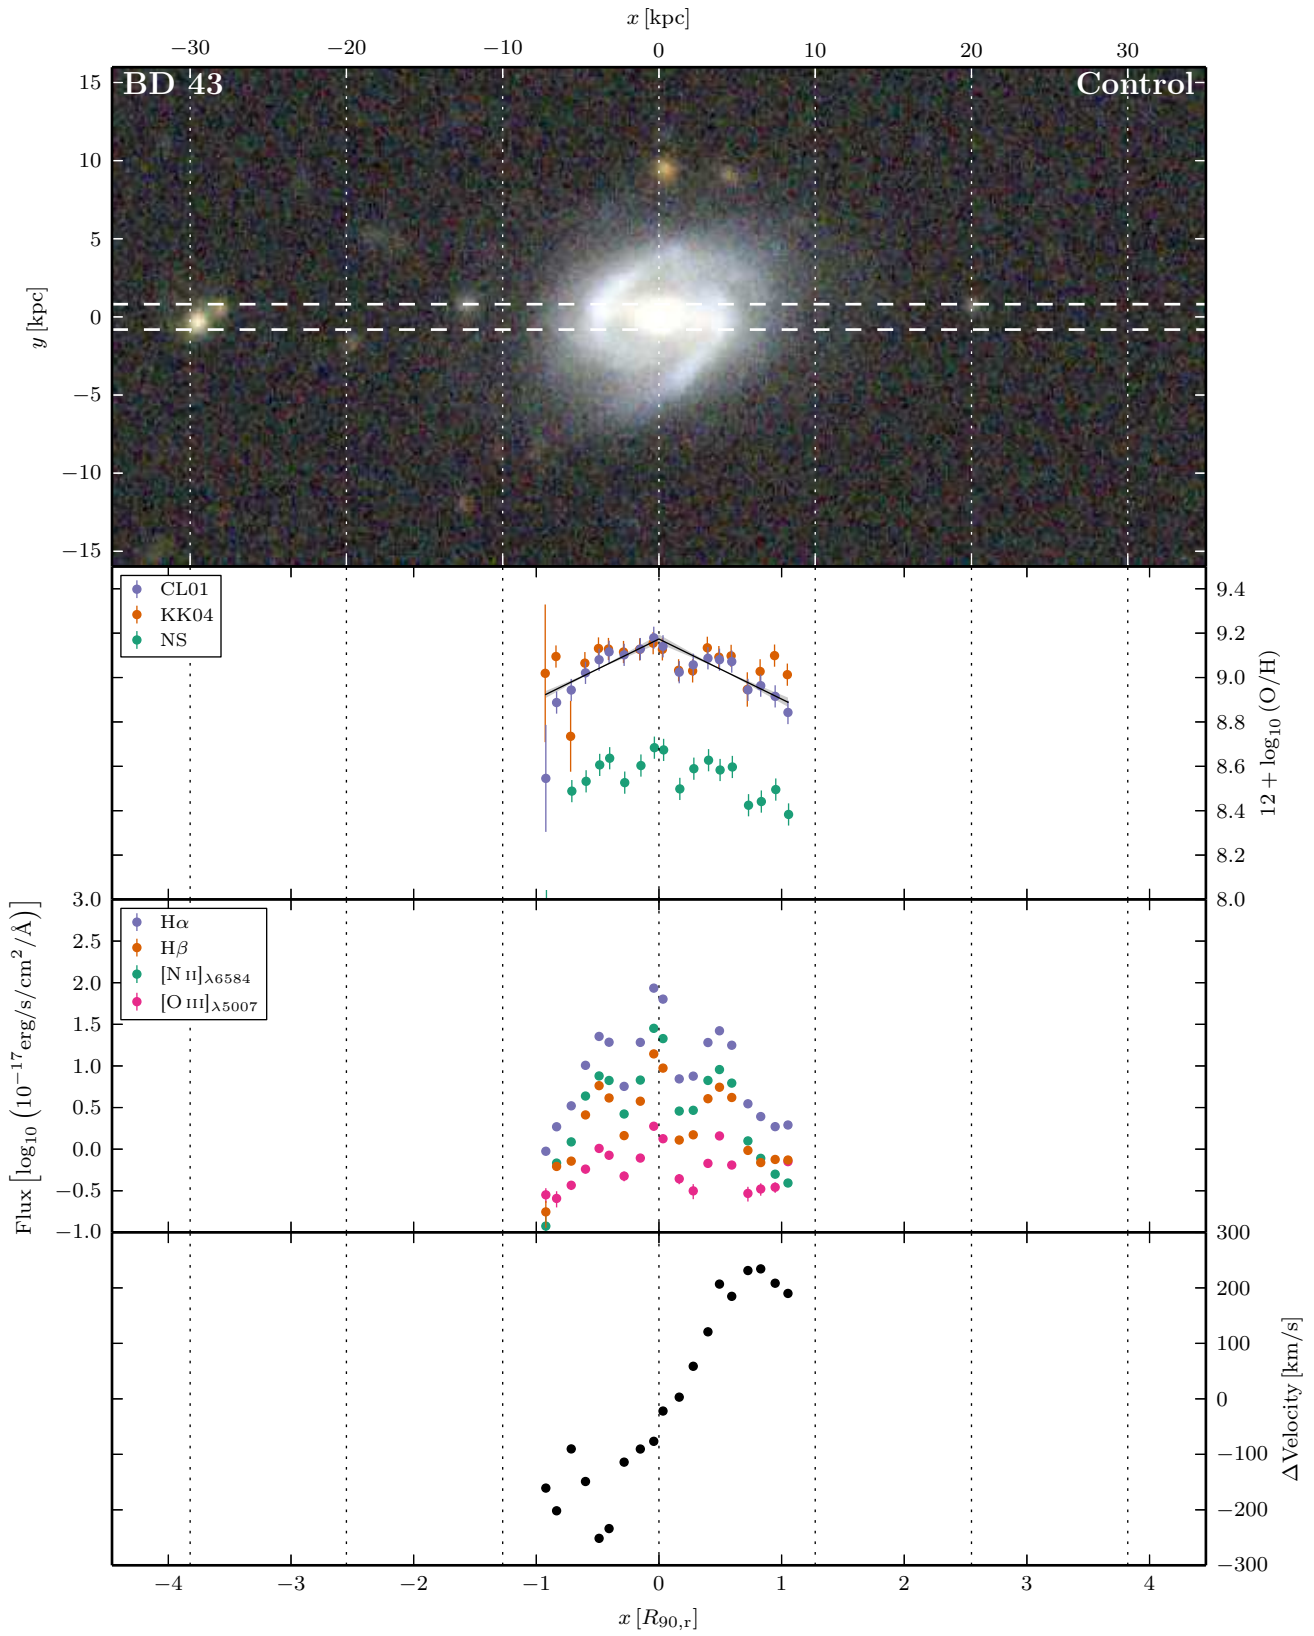 x [kpc]
−30 −20 −10 0 10 20 30
BD 43 Control
15
10
5
0
−5
−10
−15
y [kpc]
CL01
KK04
NS
9.4
9.2
9.0
8.8
8.6
8.4
8.2
8.0
12 + log₁₀ (O/H)
Hα
Hβ
[N II]λ6584
[O III]λ5007
3.0
2.5
2.0
1.5
1.0
0.5
0.0
−0.5
−1.0
Flux [log₁₀ (10⁻¹⁷erg/s/cm²/Å)]
300
200
100
0
−100
−200
−300
ΔVelocity [km/s]
−4 −3 −2 −1 0 1 2 3 4
x [R₉₀,ᵣ]